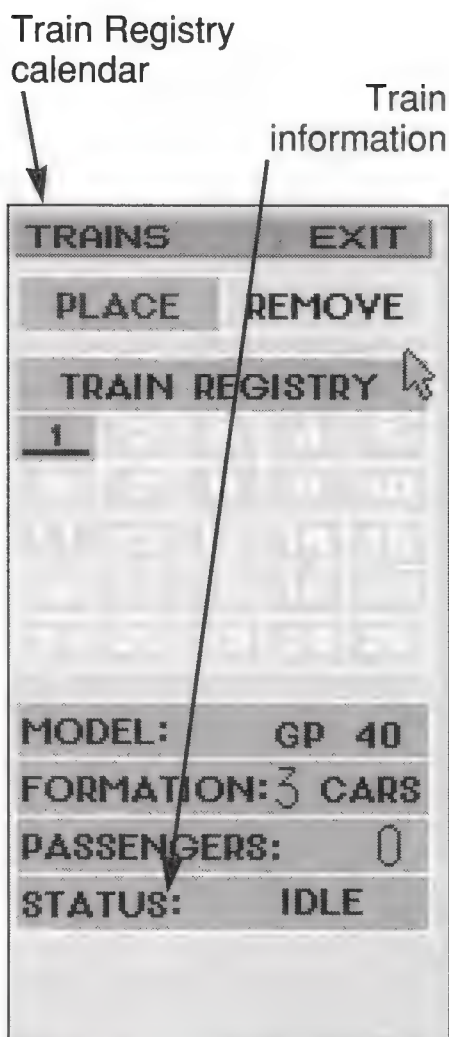 Train Registry
calendar
Train
information
TRAINS EXIT
PLACE REMOVE
TRAIN REGISTRY
1
MODEL: GP 40
FORMATION: 3 CARS
PASSENGERS: 0
STATUS: IDLE